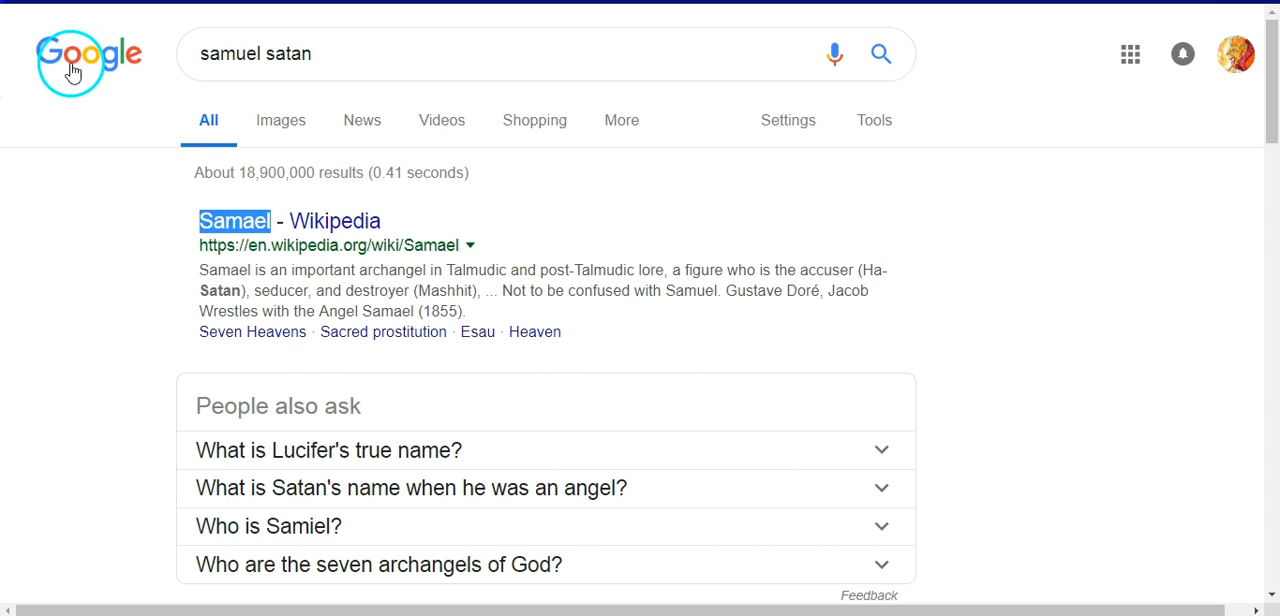 Google
samuel satan
All Images News Videos Shopping More Settings Tools
About 18,900,000 results (0.41 seconds)
Samael - Wikipedia
https://en.wikipedia.org/wiki/Samael
Samael is an important archangel in Talmudic and post-Talmudic lore, a figure who is the accuser (Ha-
Satan), seducer, and destroyer (Mashhit), ... Not to be confused with Samuel. Gustave Doré, Jacob
Wrestles with the Angel Samael (1855).
Seven Heavens · Sacred prostitution · Esau · Heaven
People also ask
What is Lucifer's true name?
What is Satan's name when he was an angel?
Who is Samiel?
Who are the seven archangels of God?
Feedback